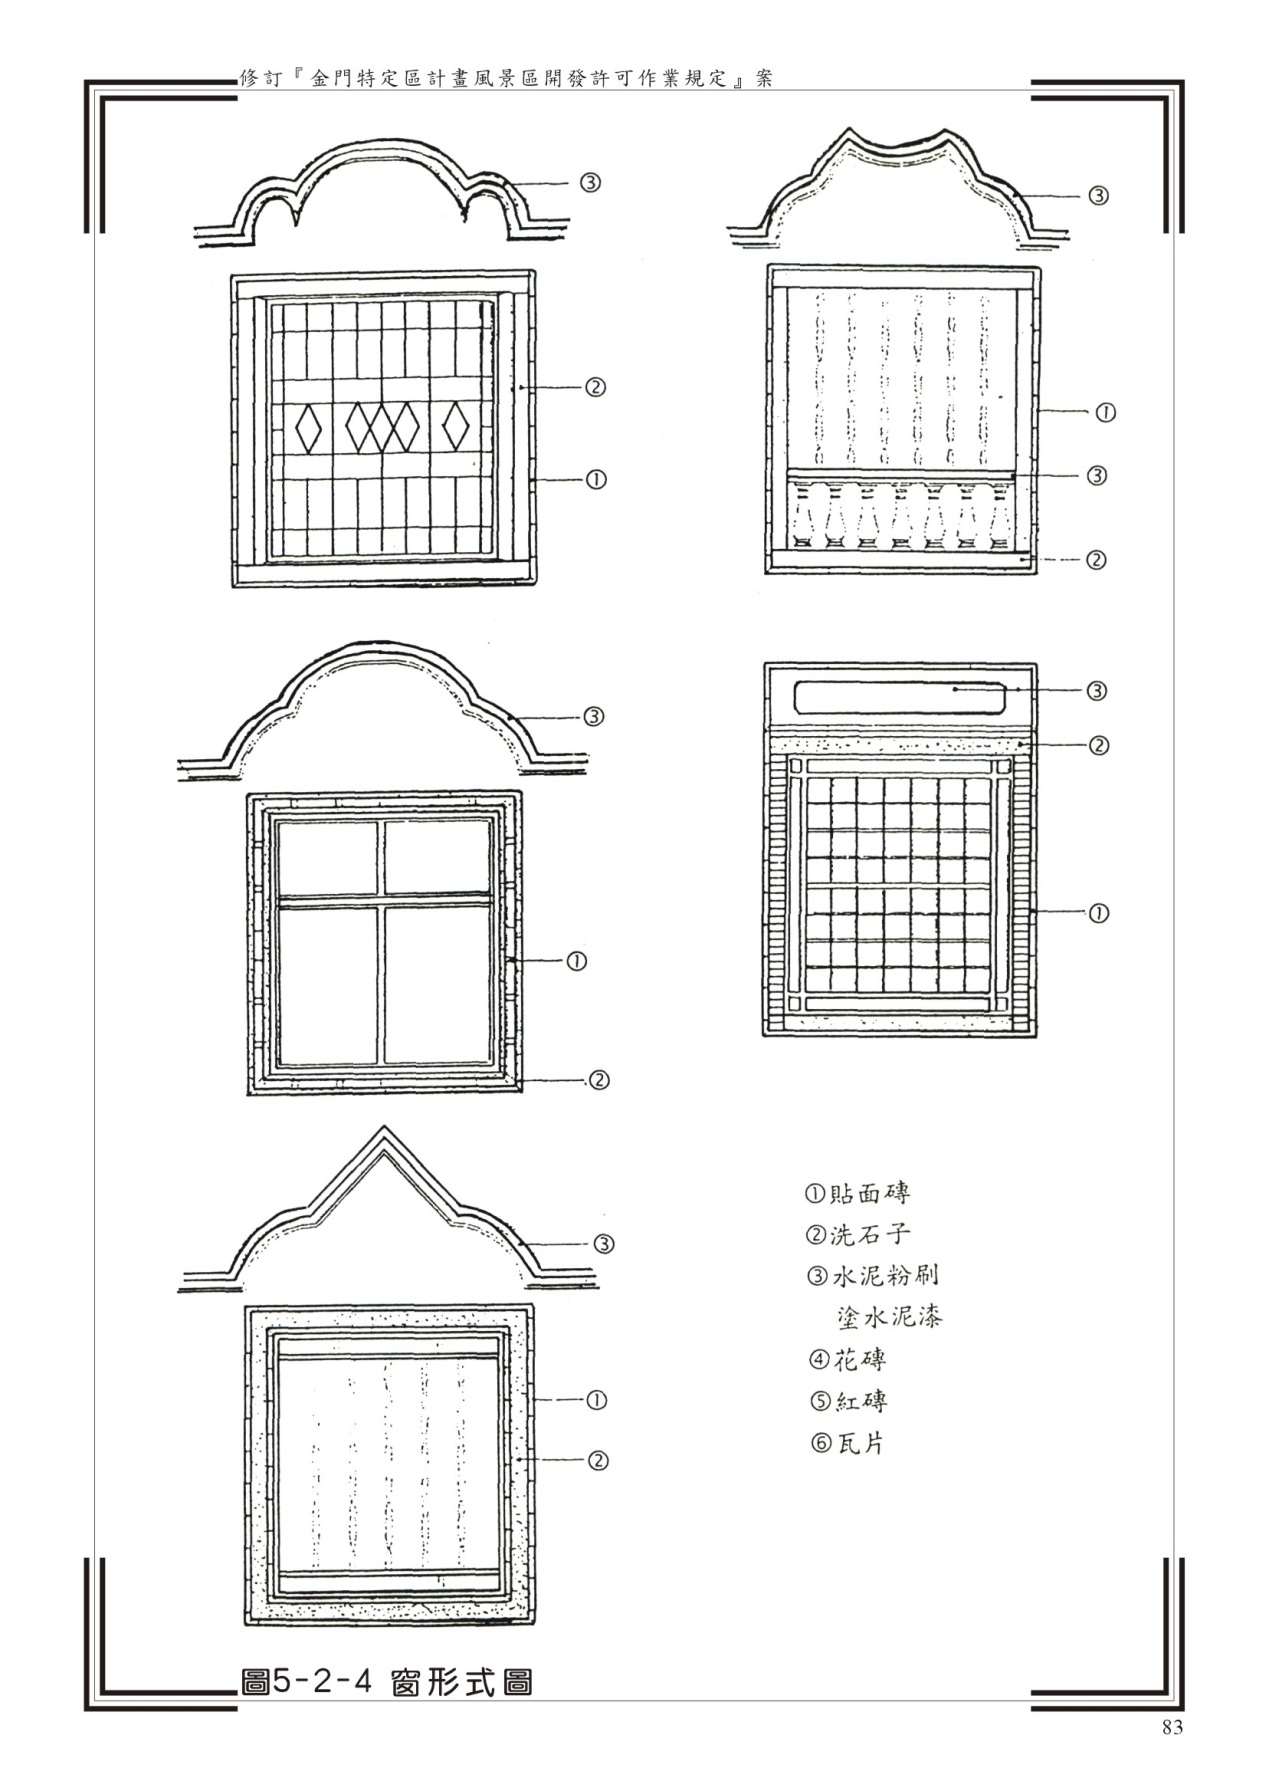 修訂『金門特定區計畫風景區開發許可作業規定』案
③
③
②
①
①
③
②
③
③
②
①
①
②
③
①
②
①貼面磚
②洗石子
③水泥粉刷
塗水泥漆
④花磚
⑤紅磚
⑥瓦片
圖5-2-4 窗形式圖
83